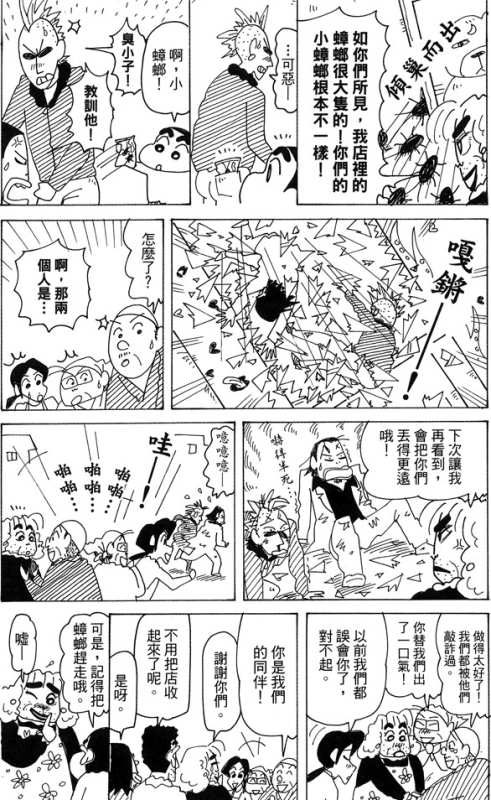 傾巢而出
如你們所見，我店裡的
蟑螂很大隻的！你們的
小蟑螂根本不一樣！
…可惡—
啊，小
蟑螂！
臭小子！
教訓他！
嘎鏘——！
怎麼了？
啊，那兩
個人是…
下次讓我
再看到，
會把你們
丟得更遠
哦！
噫噫噫—
哇—！
啪啪啪啪
啪…啪…啪…
做得太好了！
我們都被他們
敲詐過。
你替我們出
了一口氣！
以前我們都
誤會你了，
對不起。
你是我們
的同伴！
謝謝你們。
不用把店收
起來了呢。
是呀。
可是，記得把
蟑螂趕走哦。
噓
M